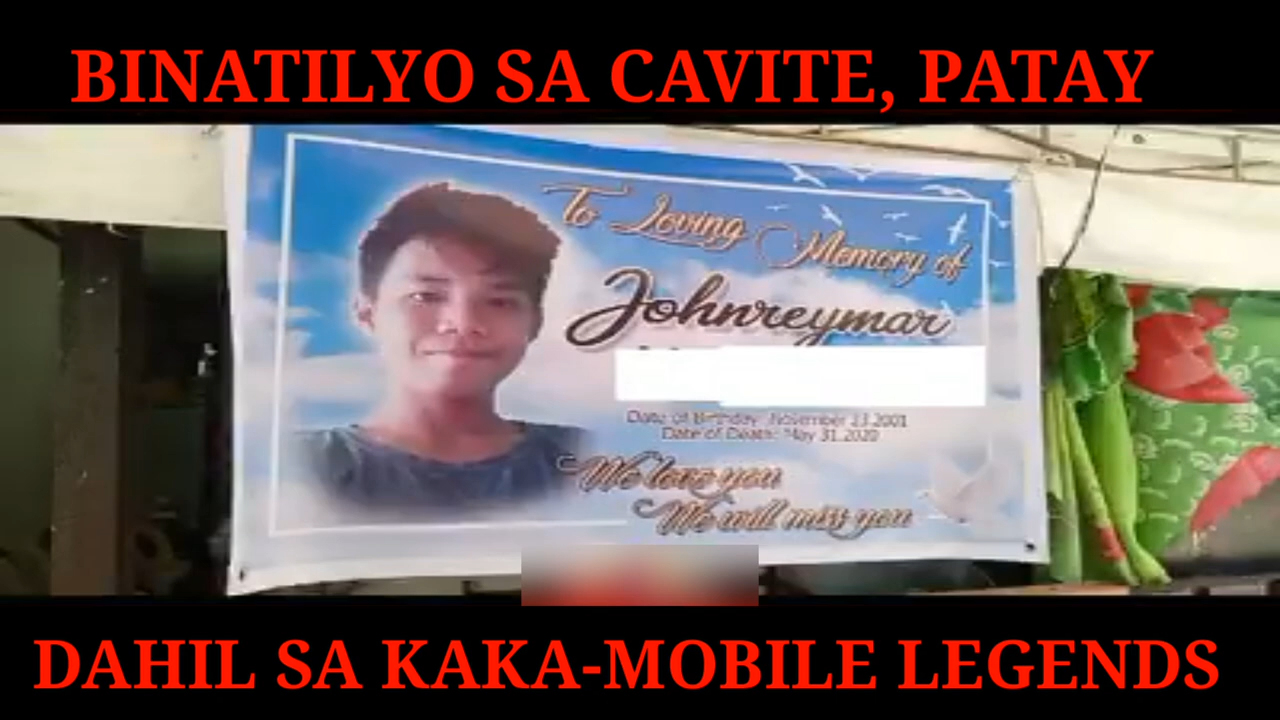 BINATILYO SA CAVITE, PATAY
To Loving
Memory of
Johnreymar
Date of Birthday: November 23.2001
Date of Death: May 31.2020
We love you
We will miss you
DAHIL SA KAKA-MOBILE LEGENDS